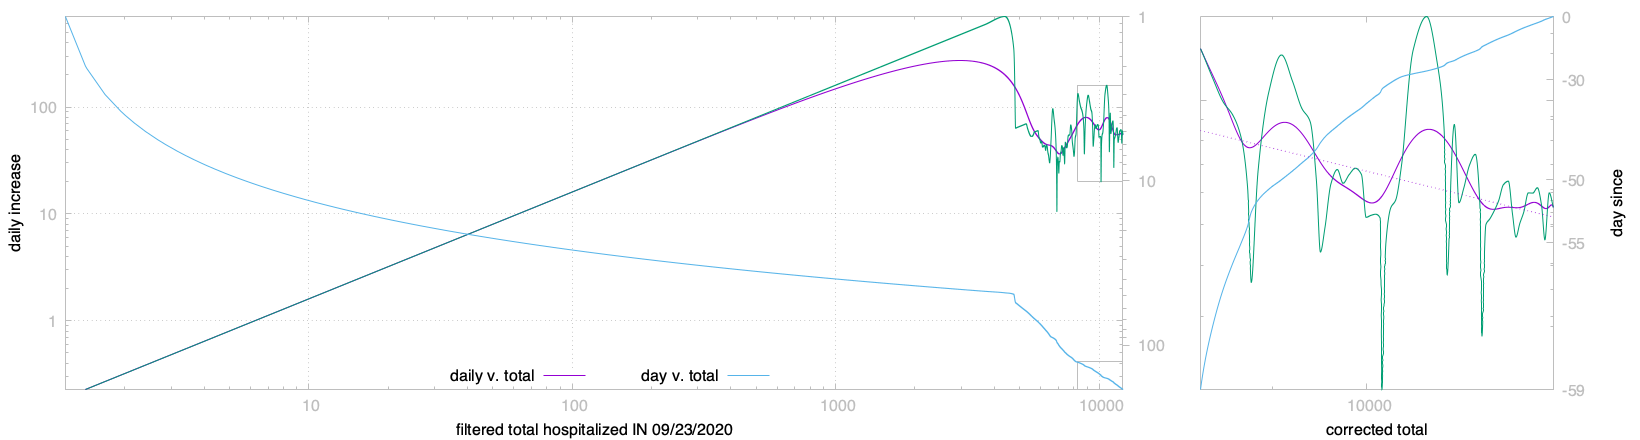 daily increase
100
10
1
1
10
100
10
100
1000
10000
daily v. total
day v. total
filtered total hospitalized IN 09/23/2020
0
-30
-50
-55
-59
day since
10000
corrected total